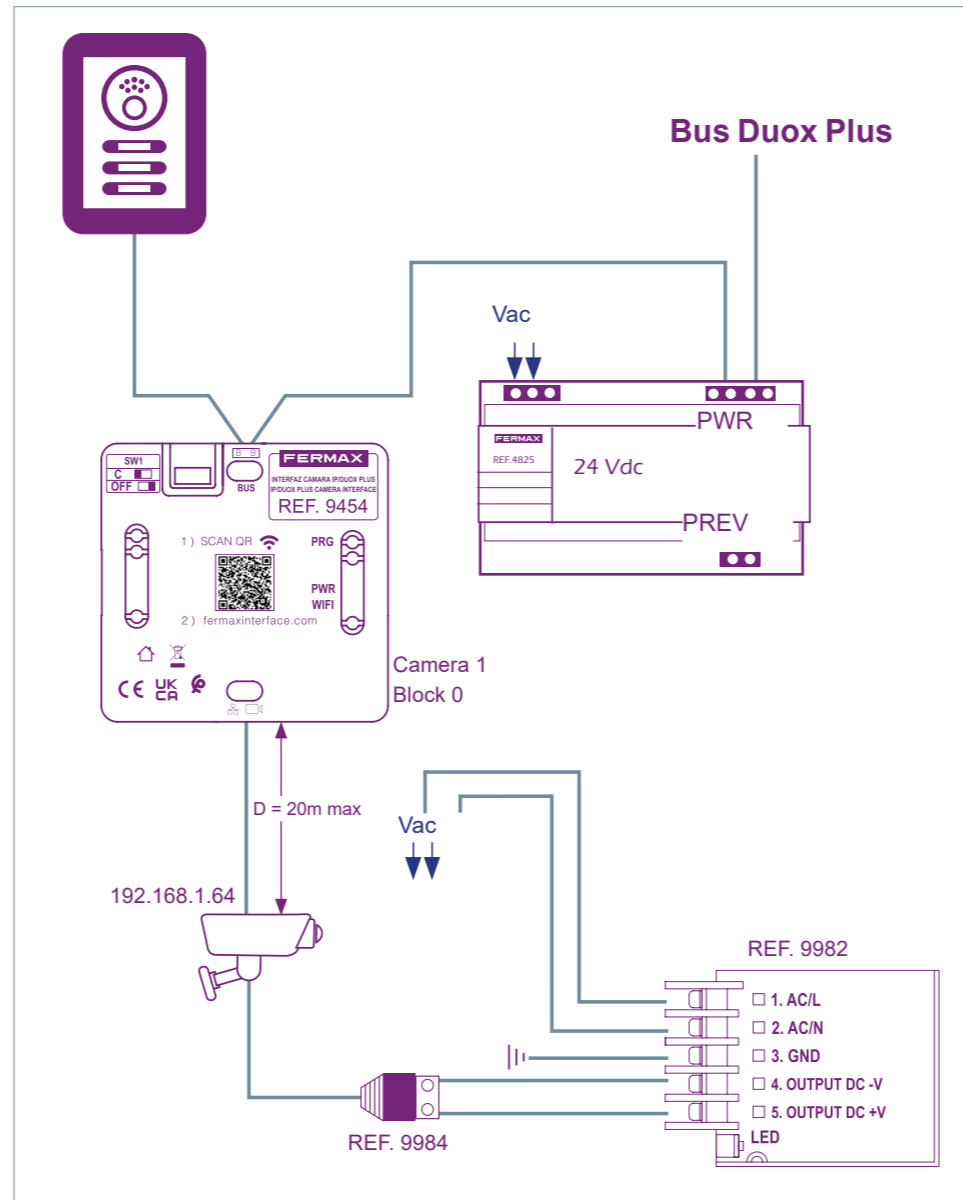 Bus Duox Plus
Vac
PWR
FERMAX
REF.4825
24 Vdc
PREV
SW1
C
OFF
B B
BUS
FERMAX
INTERFAZ CAMARA IP/DUOX PLUS
IP/DUOX PLUS CAMERA INTERFACE
REF. 9454
1 ) SCAN QR
PRG
PWR
WIFI
2 ) fermaxinterface.com
CE
UK
CA
Camera 1
Block 0
D = 20m max
Vac
192.168.1.64
REF. 9982
1. AC/L
2. AC/N
3. GND
4. OUTPUT DC -V
5. OUTPUT DC +V
LED
REF. 9984